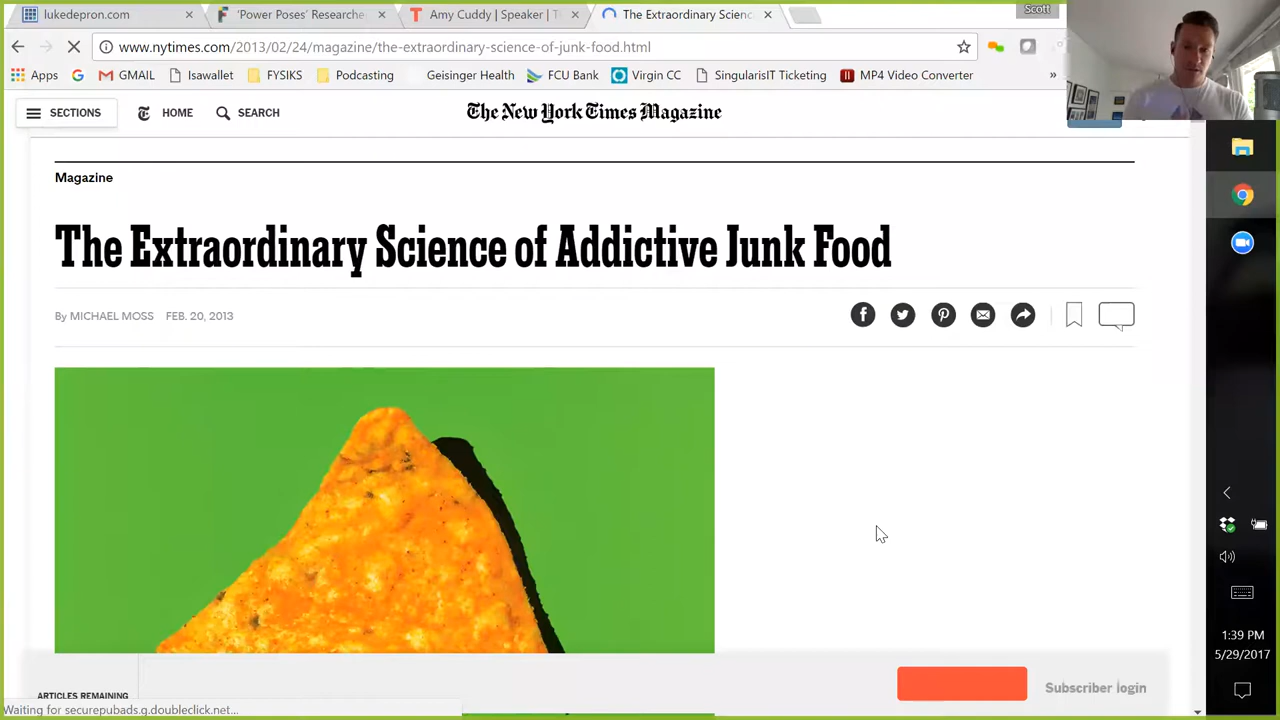 lukedepron.com
'Power Poses' Researche
Amy Cuddy | Speaker | T
The Extraordinary Scienc
Scott
www.nytimes.com/2013/02/24/magazine/the-extraordinary-science-of-junk-food.html
Apps
GMAIL
Isawallet
FYSIKS
Podcasting
Geisinger Health
FCU Bank
Virgin CC
SingularisIT Ticketing
MP4 Video Converter
»
SECTIONS
HOME
SEARCH
The New York Times Magazine
Magazine
The Extraordinary Science of Addictive Junk Food
By MICHAEL MOSS FEB. 20, 2013
ARTICLES REMAINING
Subscriber login
Waiting for securepubads.g.doubleclick.net...
1:39 PM
5/29/2017